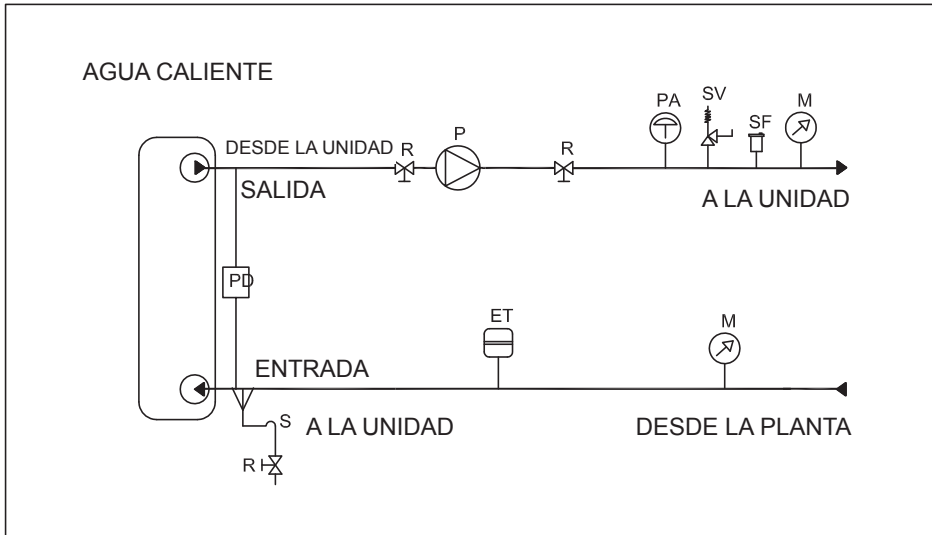 AGUA CALIENTE
PA SV SF M
DESDE LA UNIDAD R P R
SALIDA
A LA UNIDAD
PD
ET M
ENTRADA
S A LA UNIDAD DESDE LA PLANTA
R